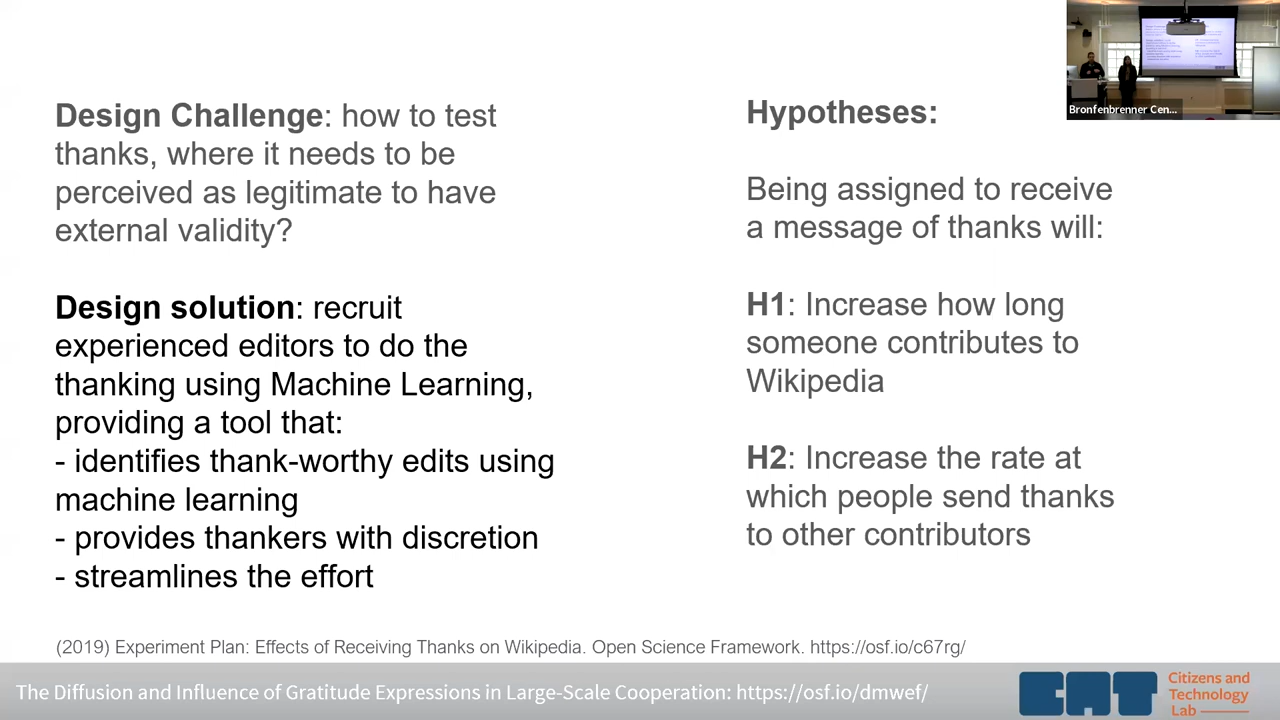 Design Challenge: how to test
thanks, where it needs to be
perceived as legitimate to have
external validity?
Design solution: recruit
experienced editors to do the
thanking using Machine Learning,
providing a tool that:
- identifies thank-worthy edits using
machine learning
- provides thankers with discretion
- streamlines the effort
Hypotheses:
Being assigned to receive
a message of thanks will:
H1: Increase how long
someone contributes to
Wikipedia
H2: Increase the rate at
which people send thanks
to other contributors
Bronfenbrenner Cen...
(2019) Experiment Plan: Effects of Receiving Thanks on Wikipedia. Open Science Framework. https://osf.io/c67rg/
The Diffusion and Influence of Gratitude Expressions in Large-Scale Cooperation: https://osf.io/dmwef/
CAT
Citizens and
Technology
Lab